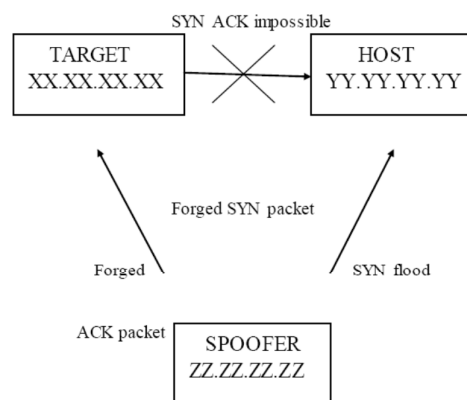 SYN ACK impossible
TARGET
XX.XX.XX.XX
HOST
YY.YY.YY.YY
Forged SYN packet
Forged
SYN flood
ACK packet
SPOOFER
ZZ.ZZ.ZZ.ZZ